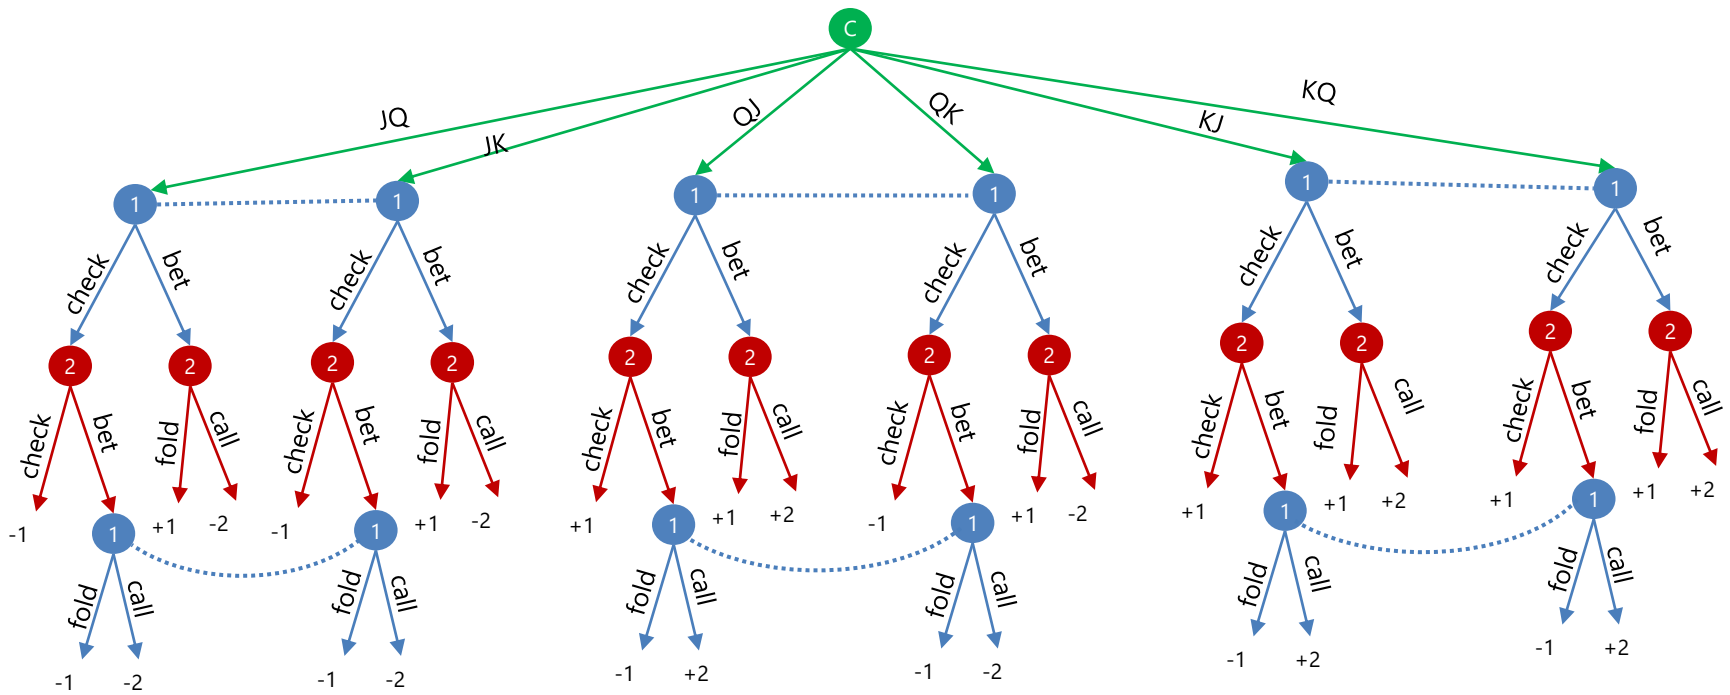 C
JQ
JK
QJ
QK
KJ
KQ
1
1
1
1
1
1
check
bet
check
bet
check
bet
check
bet
check
bet
check
bet
2
2
2
2
2
2
2
2
2
2
2
2
check
bet
fold
call
check
bet
fold
call
check
bet
fold
call
check
bet
fold
call
check
bet
fold
call
check
bet
fold
call
-1
1
+1
-2
-1
1
+1
-2
+1
1
+1
+2
-1
1
+1
-2
+1
1
+1
+2
+1
1
+1
+2
fold
call
fold
call
fold
call
fold
call
fold
call
fold
call
-1
-2
-1
-2
-1
+2
-1
-2
-1
+2
-1
+2